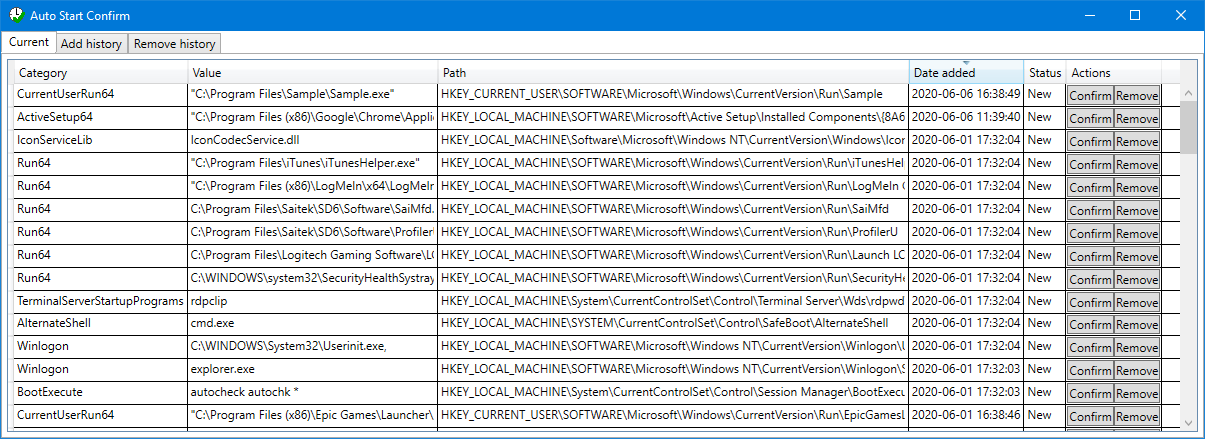 Auto Start Confirm
Current Add history Remove history
Category Value Path Date added Status Actions
CurrentUserRun64 "C:\Program Files\Sample\Sample.exe" HKEY_CURRENT_USER\SOFTWARE\Microsoft\Windows\CurrentVersion\Run\Sample 2020-06-06 16:38:49 New Confirm Remove
ActiveSetup64 "C:\Program Files (x86)\Google\Chrome\Applic HKEY_LOCAL_MACHINE\SOFTWARE\Microsoft\Active Setup\Installed Components\{8A6 2020-06-06 11:39:40 New Confirm Remove
IconServiceLib IconCodecService.dll HKEY_LOCAL_MACHINE\Software\Microsoft\Windows NT\CurrentVersion\Windows\Icon 2020-06-01 17:32:04 New Confirm Remove
Run64 "C:\Program Files\iTunes\iTunesHelper.exe" HKEY_LOCAL_MACHINE\SOFTWARE\Microsoft\Windows\CurrentVersion\Run\iTunesHel 2020-06-01 17:32:04 New Confirm Remove
Run64 "C:\Program Files (x86)\LogMeIn\x64\LogMeIn HKEY_LOCAL_MACHINE\SOFTWARE\Microsoft\Windows\CurrentVersion\Run\LogMeIn 2020-06-01 17:32:04 New Confirm Remove
Run64 C:\Program Files\Saitek\SD6\Software\SaiMfd. HKEY_LOCAL_MACHINE\SOFTWARE\Microsoft\Windows\CurrentVersion\Run\SaiMfd 2020-06-01 17:32:04 New Confirm Remove
Run64 C:\Program Files\Saitek\SD6\Software\Profiler HKEY_LOCAL_MACHINE\SOFTWARE\Microsoft\Windows\CurrentVersion\Run\ProfilerU 2020-06-01 17:32:04 New Confirm Remove
Run64 C:\Program Files\Logitech Gaming Software\LC HKEY_LOCAL_MACHINE\SOFTWARE\Microsoft\Windows\CurrentVersion\Run\Launch LC 2020-06-01 17:32:04 New Confirm Remove
Run64 C:\WINDOWS\system32\SecurityHealthSystray HKEY_LOCAL_MACHINE\SOFTWARE\Microsoft\Windows\CurrentVersion\Run\SecurityHe 2020-06-01 17:32:04 New Confirm Remove
TerminalServerStartupPrograms rdpclip HKEY_LOCAL_MACHINE\System\CurrentControlSet\Control\Terminal Server\Wds\rdpwd 2020-06-01 17:32:04 New Confirm Remove
AlternateShell cmd.exe HKEY_LOCAL_MACHINE\SYSTEM\CurrentControlSet\Control\SafeBoot\AlternateShell 2020-06-01 17:32:04 New Confirm Remove
Winlogon C:\WINDOWS\System32\Userinit.exe, HKEY_LOCAL_MACHINE\SOFTWARE\Microsoft\Windows NT\CurrentVersion\Winlogon\U 2020-06-01 17:32:04 New Confirm Remove
Winlogon explorer.exe HKEY_LOCAL_MACHINE\SOFTWARE\Microsoft\Windows NT\CurrentVersion\Winlogon\S 2020-06-01 17:32:03 New Confirm Remove
BootExecute autocheck autochk * HKEY_LOCAL_MACHINE\System\CurrentControlSet\Control\Session Manager\BootExecu 2020-06-01 17:32:03 New Confirm Remove
CurrentUserRun64 "C:\Program Files (x86)\Epic Games\Launcher\ HKEY_CURRENT_USER\SOFTWARE\Microsoft\Windows\CurrentVersion\Run\EpicGamesL 2020-06-01 16:38:46 New Confirm Remove